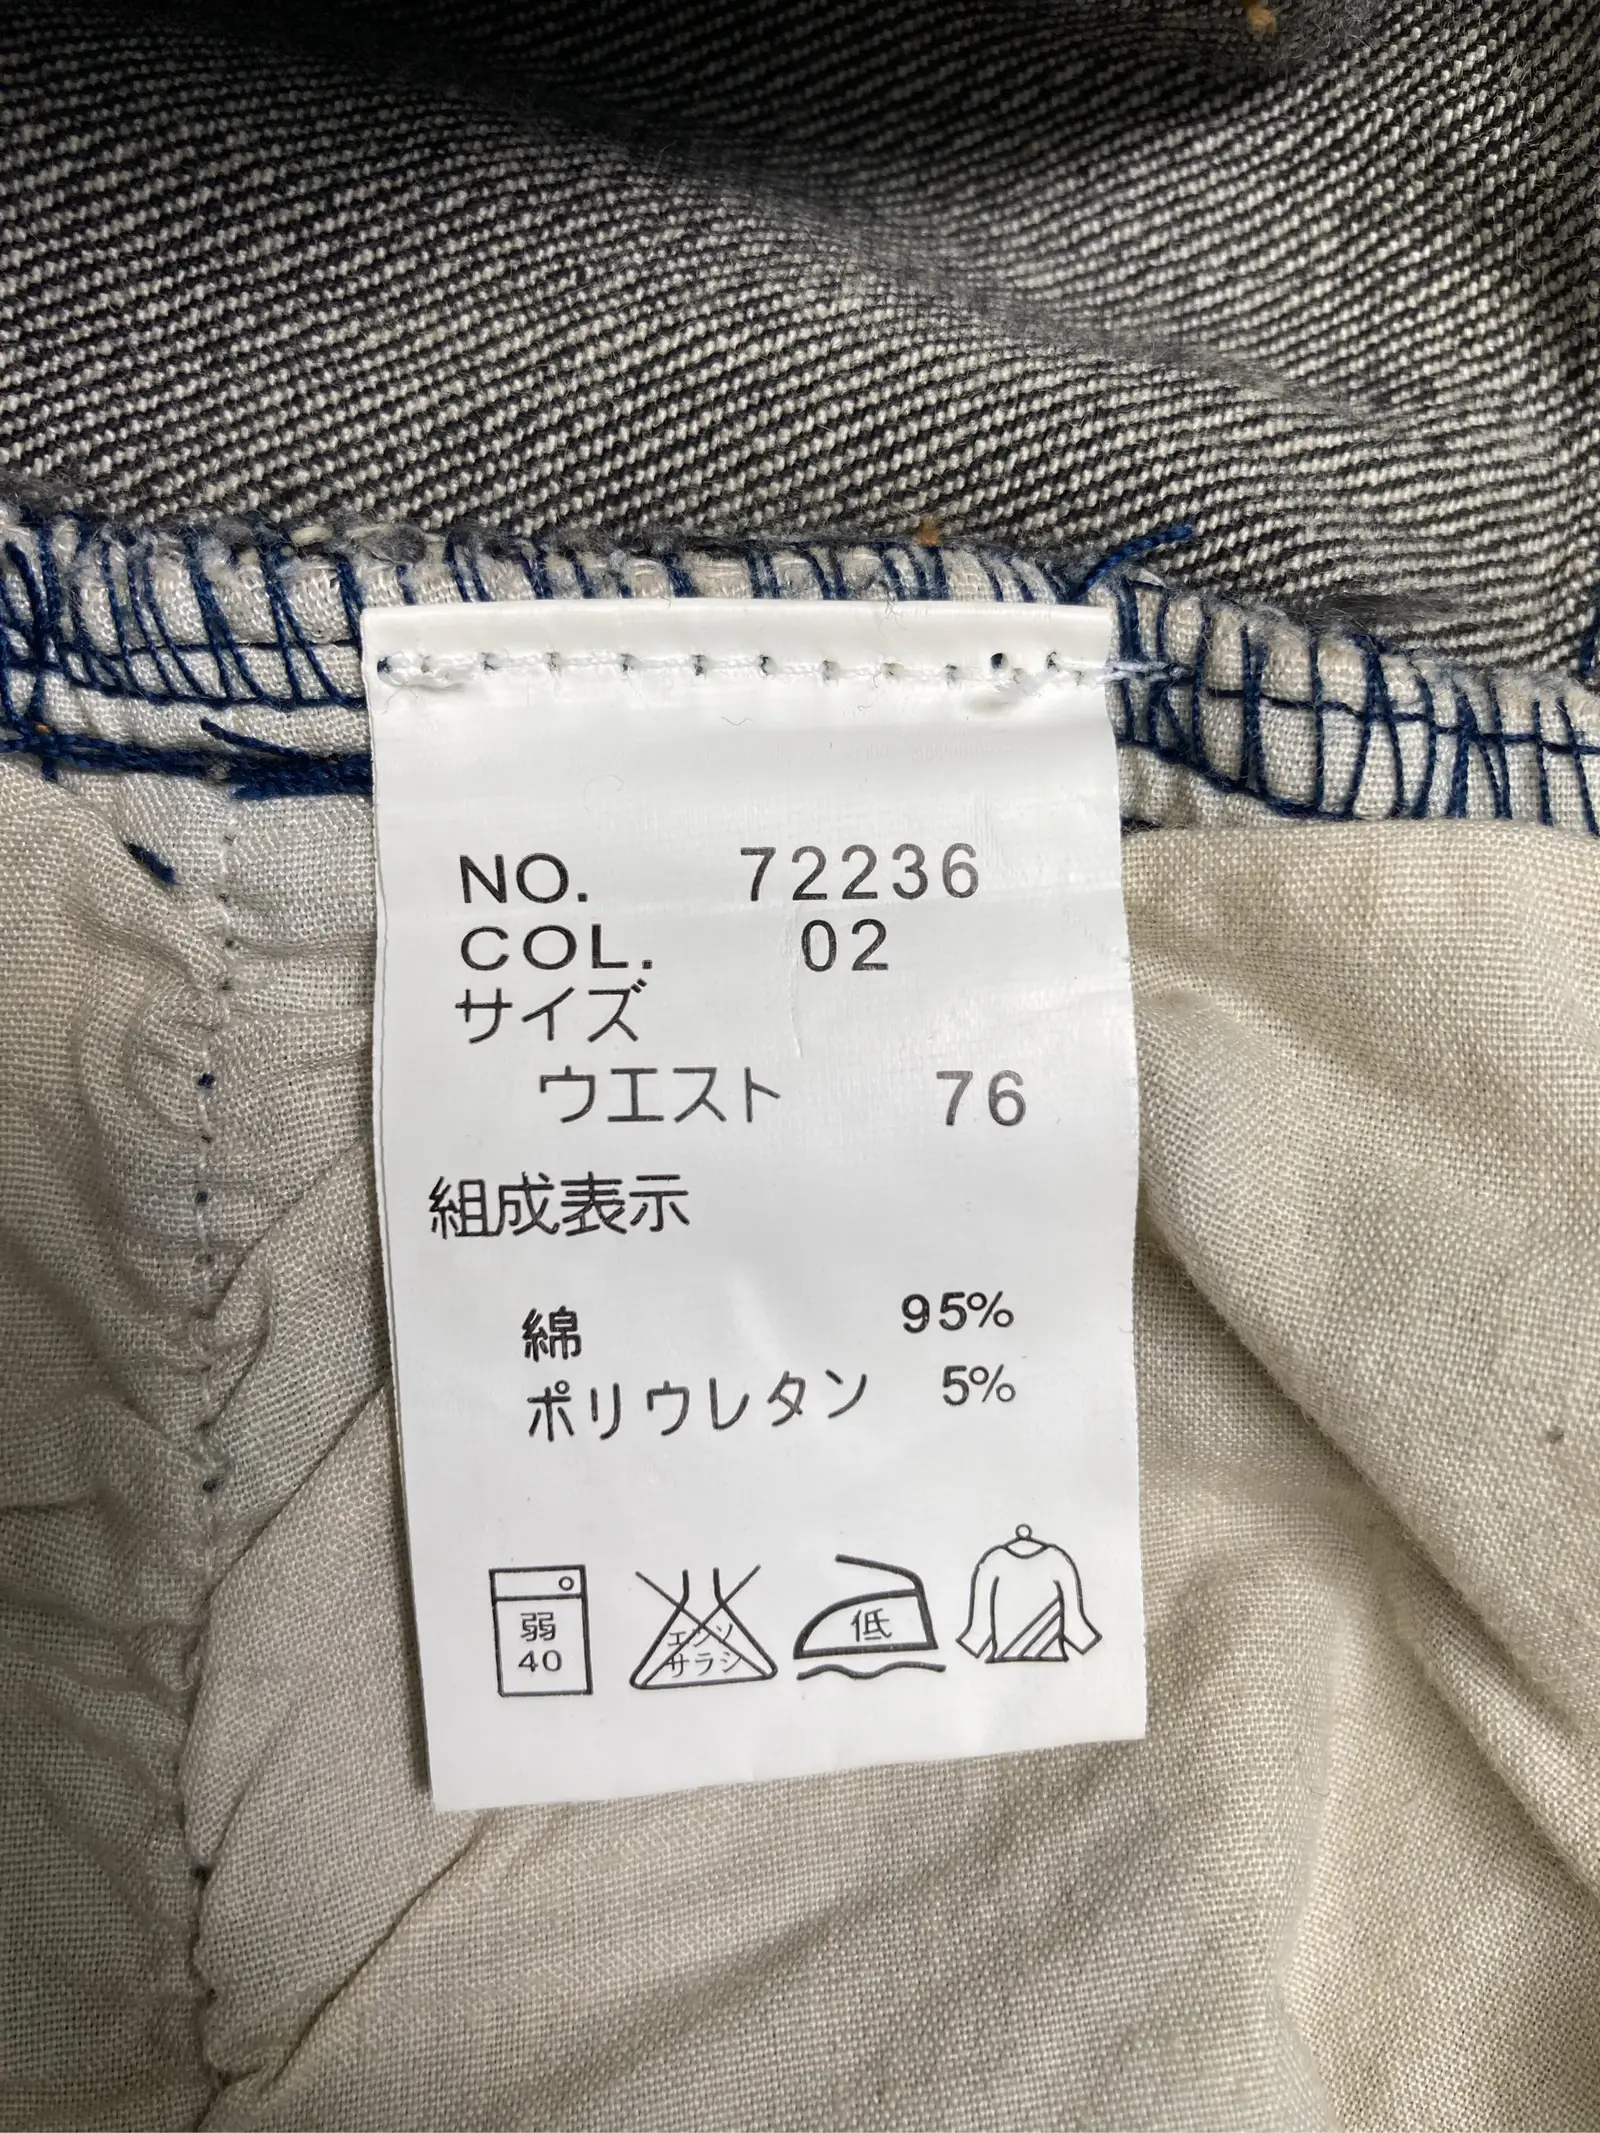 NO. 72236
COL. 02
サイズ
ウエスト 76
組成表示
綿 95%
ポリウレタン 5%
弱
40
エンソ
サラシ
低